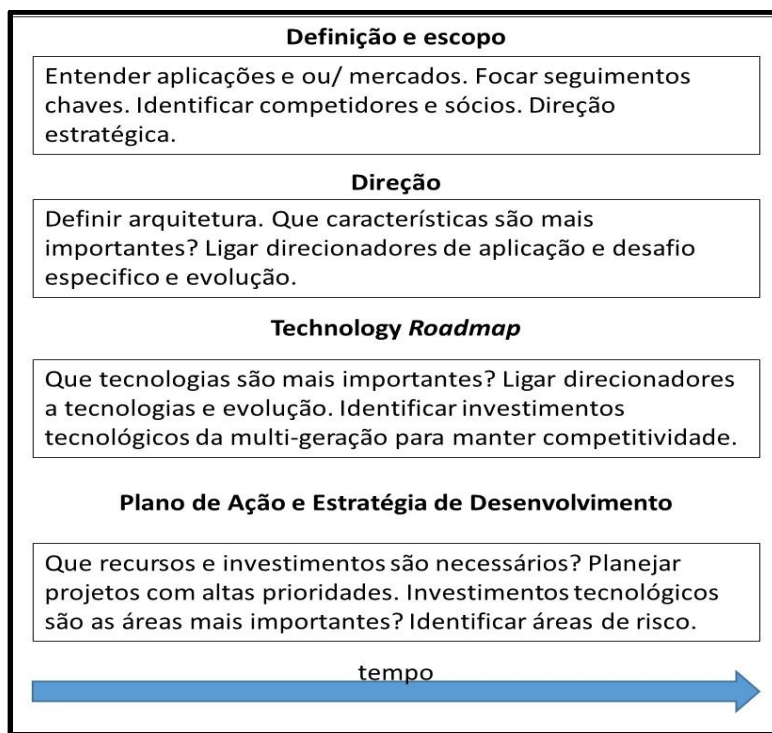 Definição e escopo
Entender aplicações e ou/ mercados. Focar seguimentos
chaves. Identificar competidores e sócios. Direção
estratégica.
Direção
Definir arquitetura. Que características são mais
importantes? Ligar direcionadores de aplicação e desafio
especifico e evolução.
Technology Roadmap
Que tecnologias são mais importantes? Ligar direcionadores
a tecnologias e evolução. Identificar investimentos
tecnológicos da multi-geração para manter competitividade.
Plano de Ação e Estratégia de Desenvolvimento
Que recursos e investimentos são necessários? Planejar
projetos com altas prioridades. Investimentos tecnológicos
são as áreas mais importantes? Identificar áreas de risco.
tempo